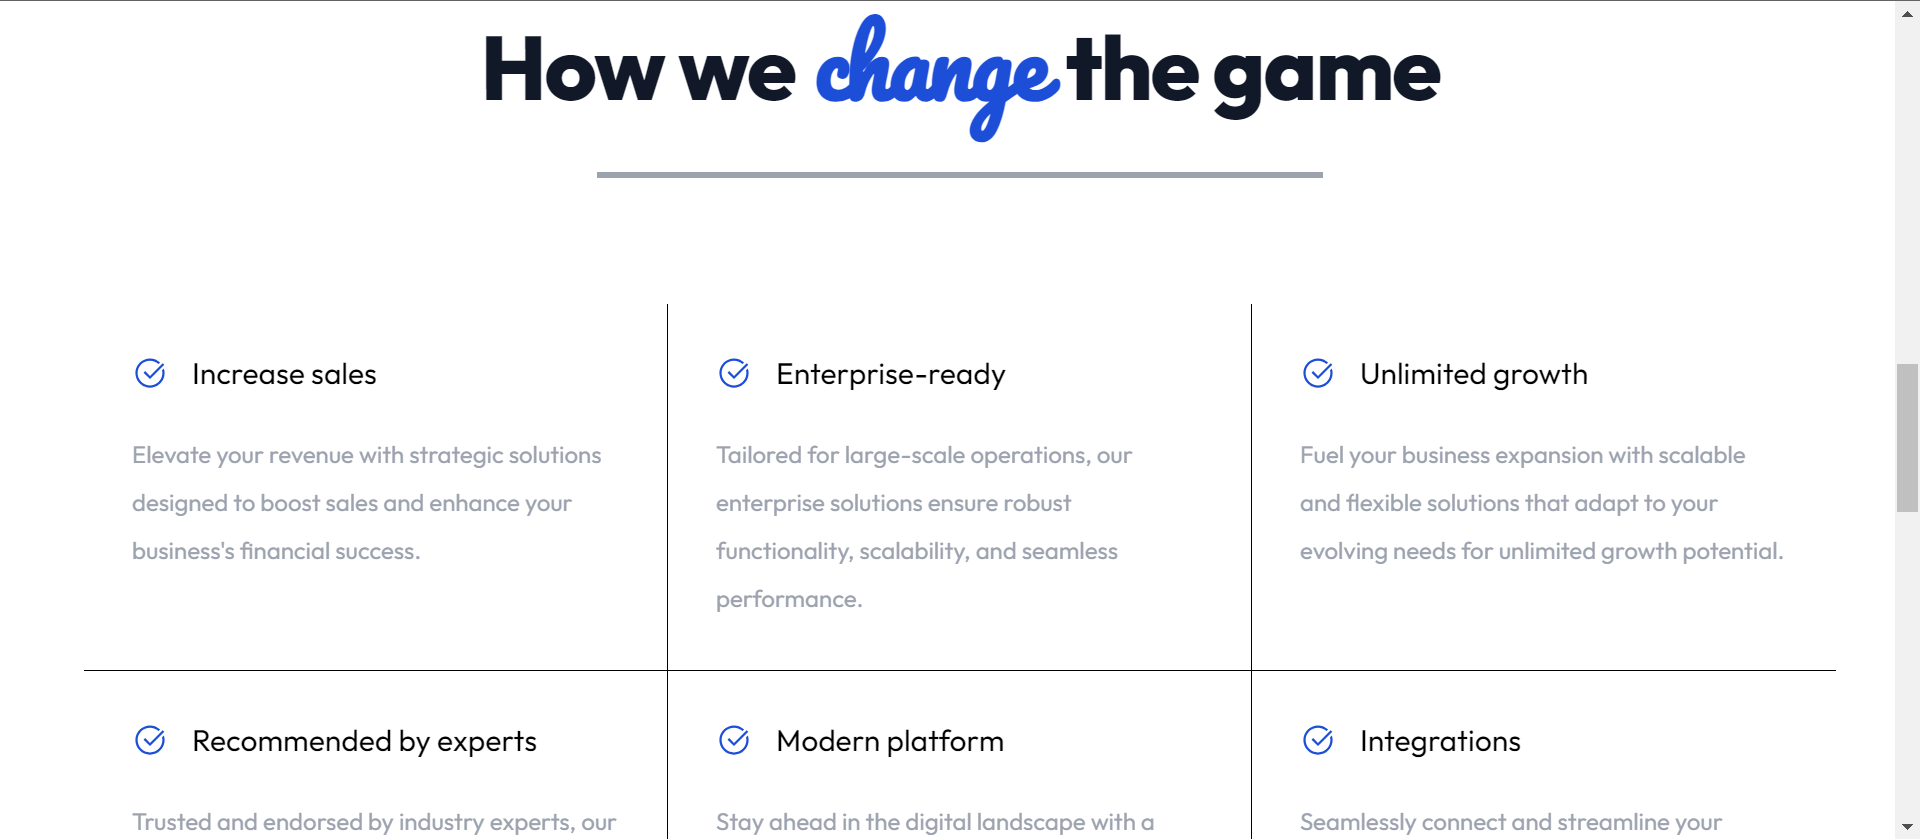 How we change the game
Increase sales
Elevate your revenue with strategic solutions
designed to boost sales and enhance your
business's financial success.
Enterprise-ready
Tailored for large-scale operations, our
enterprise solutions ensure robust
functionality, scalability, and seamless
performance.
Unlimited growth
Fuel your business expansion with scalable
and flexible solutions that adapt to your
evolving needs for unlimited growth potential.
Recommended by experts
Trusted and endorsed by industry experts, our
Modern platform
Stay ahead in the digital landscape with a
Integrations
Seamlessly connect and streamline your